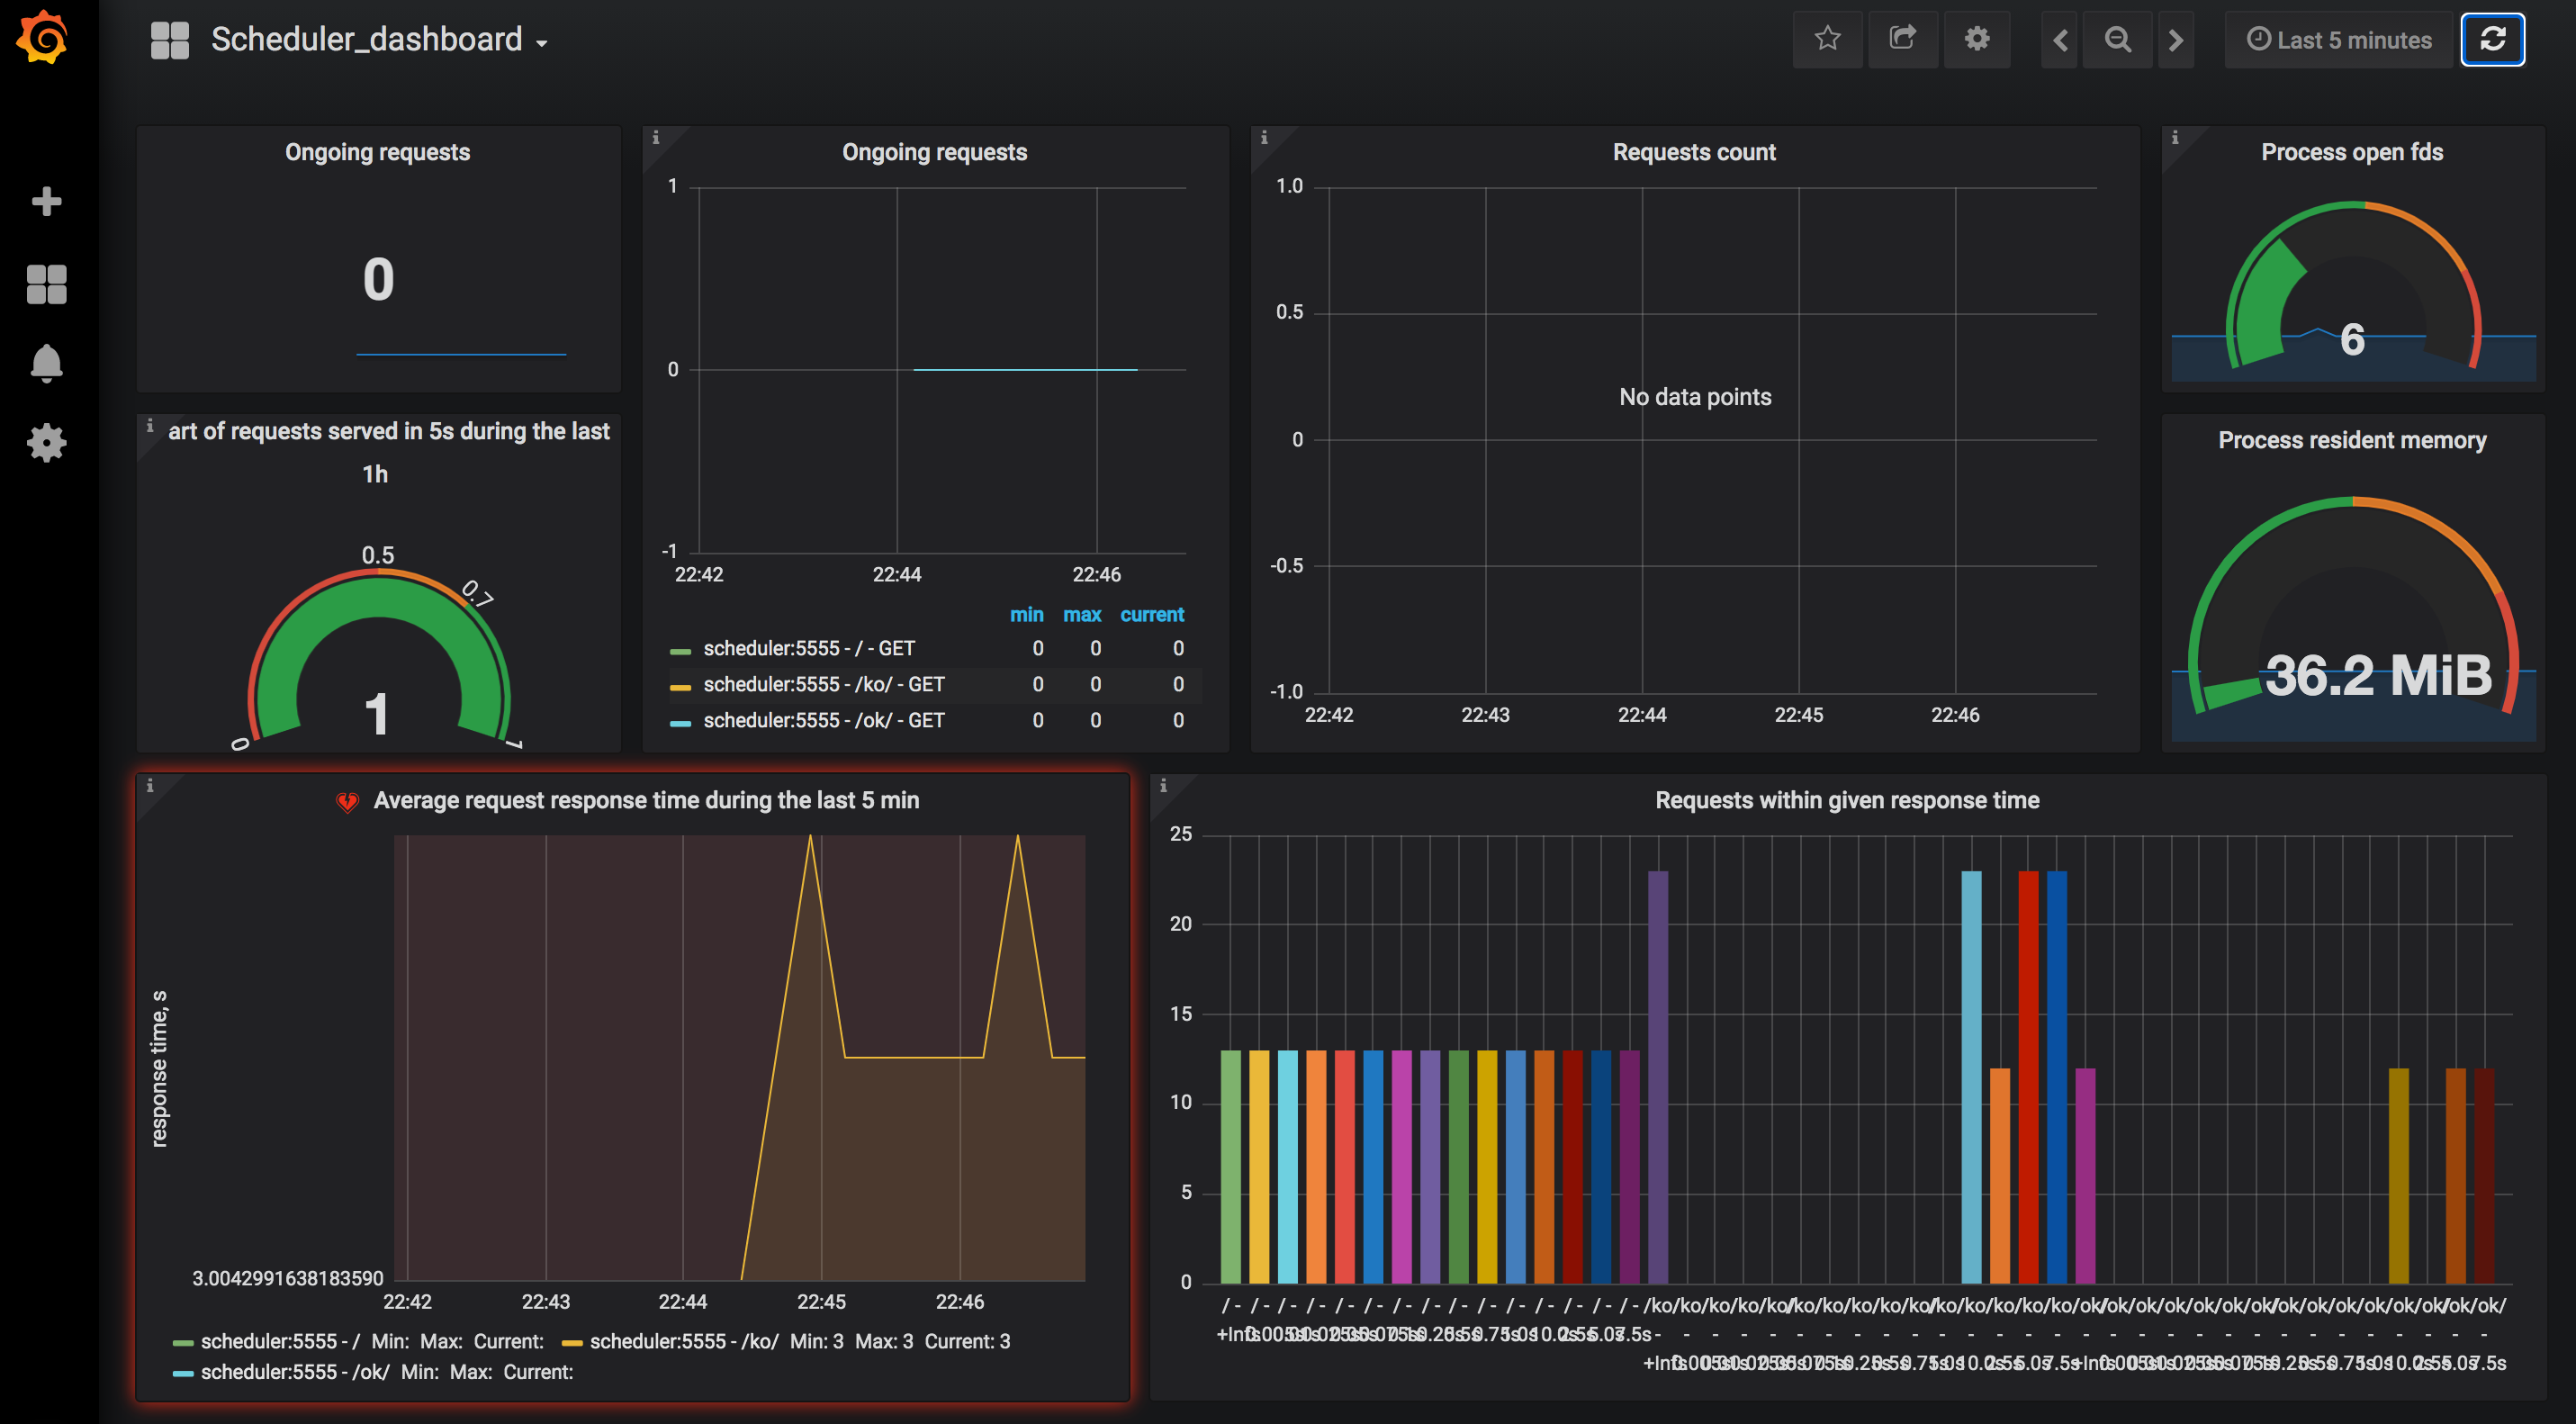 Scheduler_dashboard
Last 5 minutes
Ongoing requests
0
Ongoing requests
1
0
-1
22:42 22:44 22:46
min max current
scheduler:5555 - / - GET 0 0 0
scheduler:5555 - /ko/ - GET 0 0 0
scheduler:5555 - /ok/ - GET 0 0 0
Requests count
1.0
0.5
No data points
0
-0.5
-1.0
22:42 22:43 22:44 22:45 22:46
Process open fds
6
art of requests served in 5s during the last
1h
0.5
0.7
1
0
1
Process resident memory
36.2 MiB
Average request response time during the last 5 min
response time, s
3.0042991638183590
22:42 22:43 22:44 22:45 22:46
scheduler:5555 - / Min: Max: Current: scheduler:5555 - /ko/ Min: 3 Max: 3 Current: 3
scheduler:5555 - /ok/ Min: Max: Current:
Requests within given response time
25
20
15
10
5
0
/ - / - / - / - / - / - / - / - / - / - / - / - / - / - / -